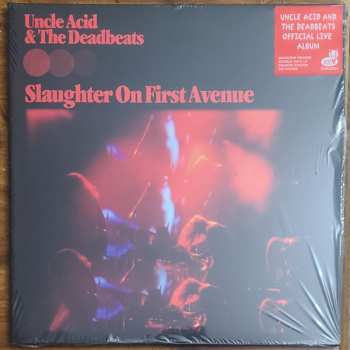 Uncle Acid
& The Deadbeats
Slaughter On First Avenue
UNCLE ACID AND
THE DEADBEATS
OFFICIAL LIVE
ALBUM